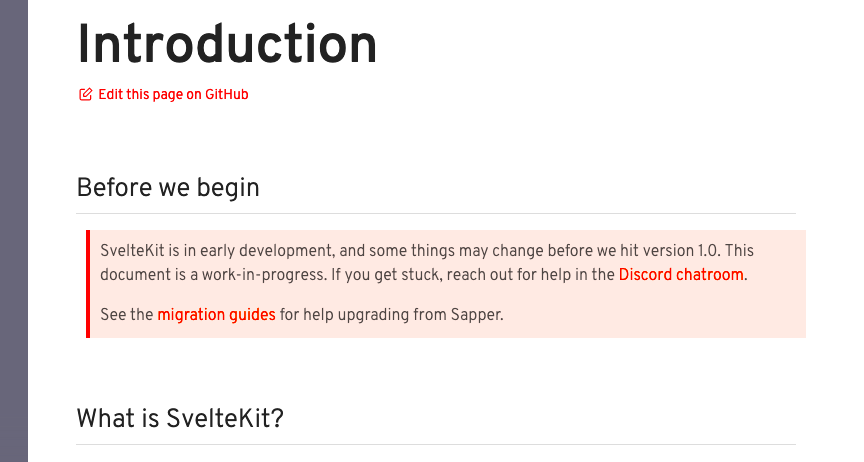 Introduction
Edit this page on GitHub
Before we begin
SvelteKit is in early development, and some things may change before we hit version 1.0. This
document is a work-in-progress. If you get stuck, reach out for help in the Discord chatroom.
See the migration guides for help upgrading from Sapper.
What is SvelteKit?